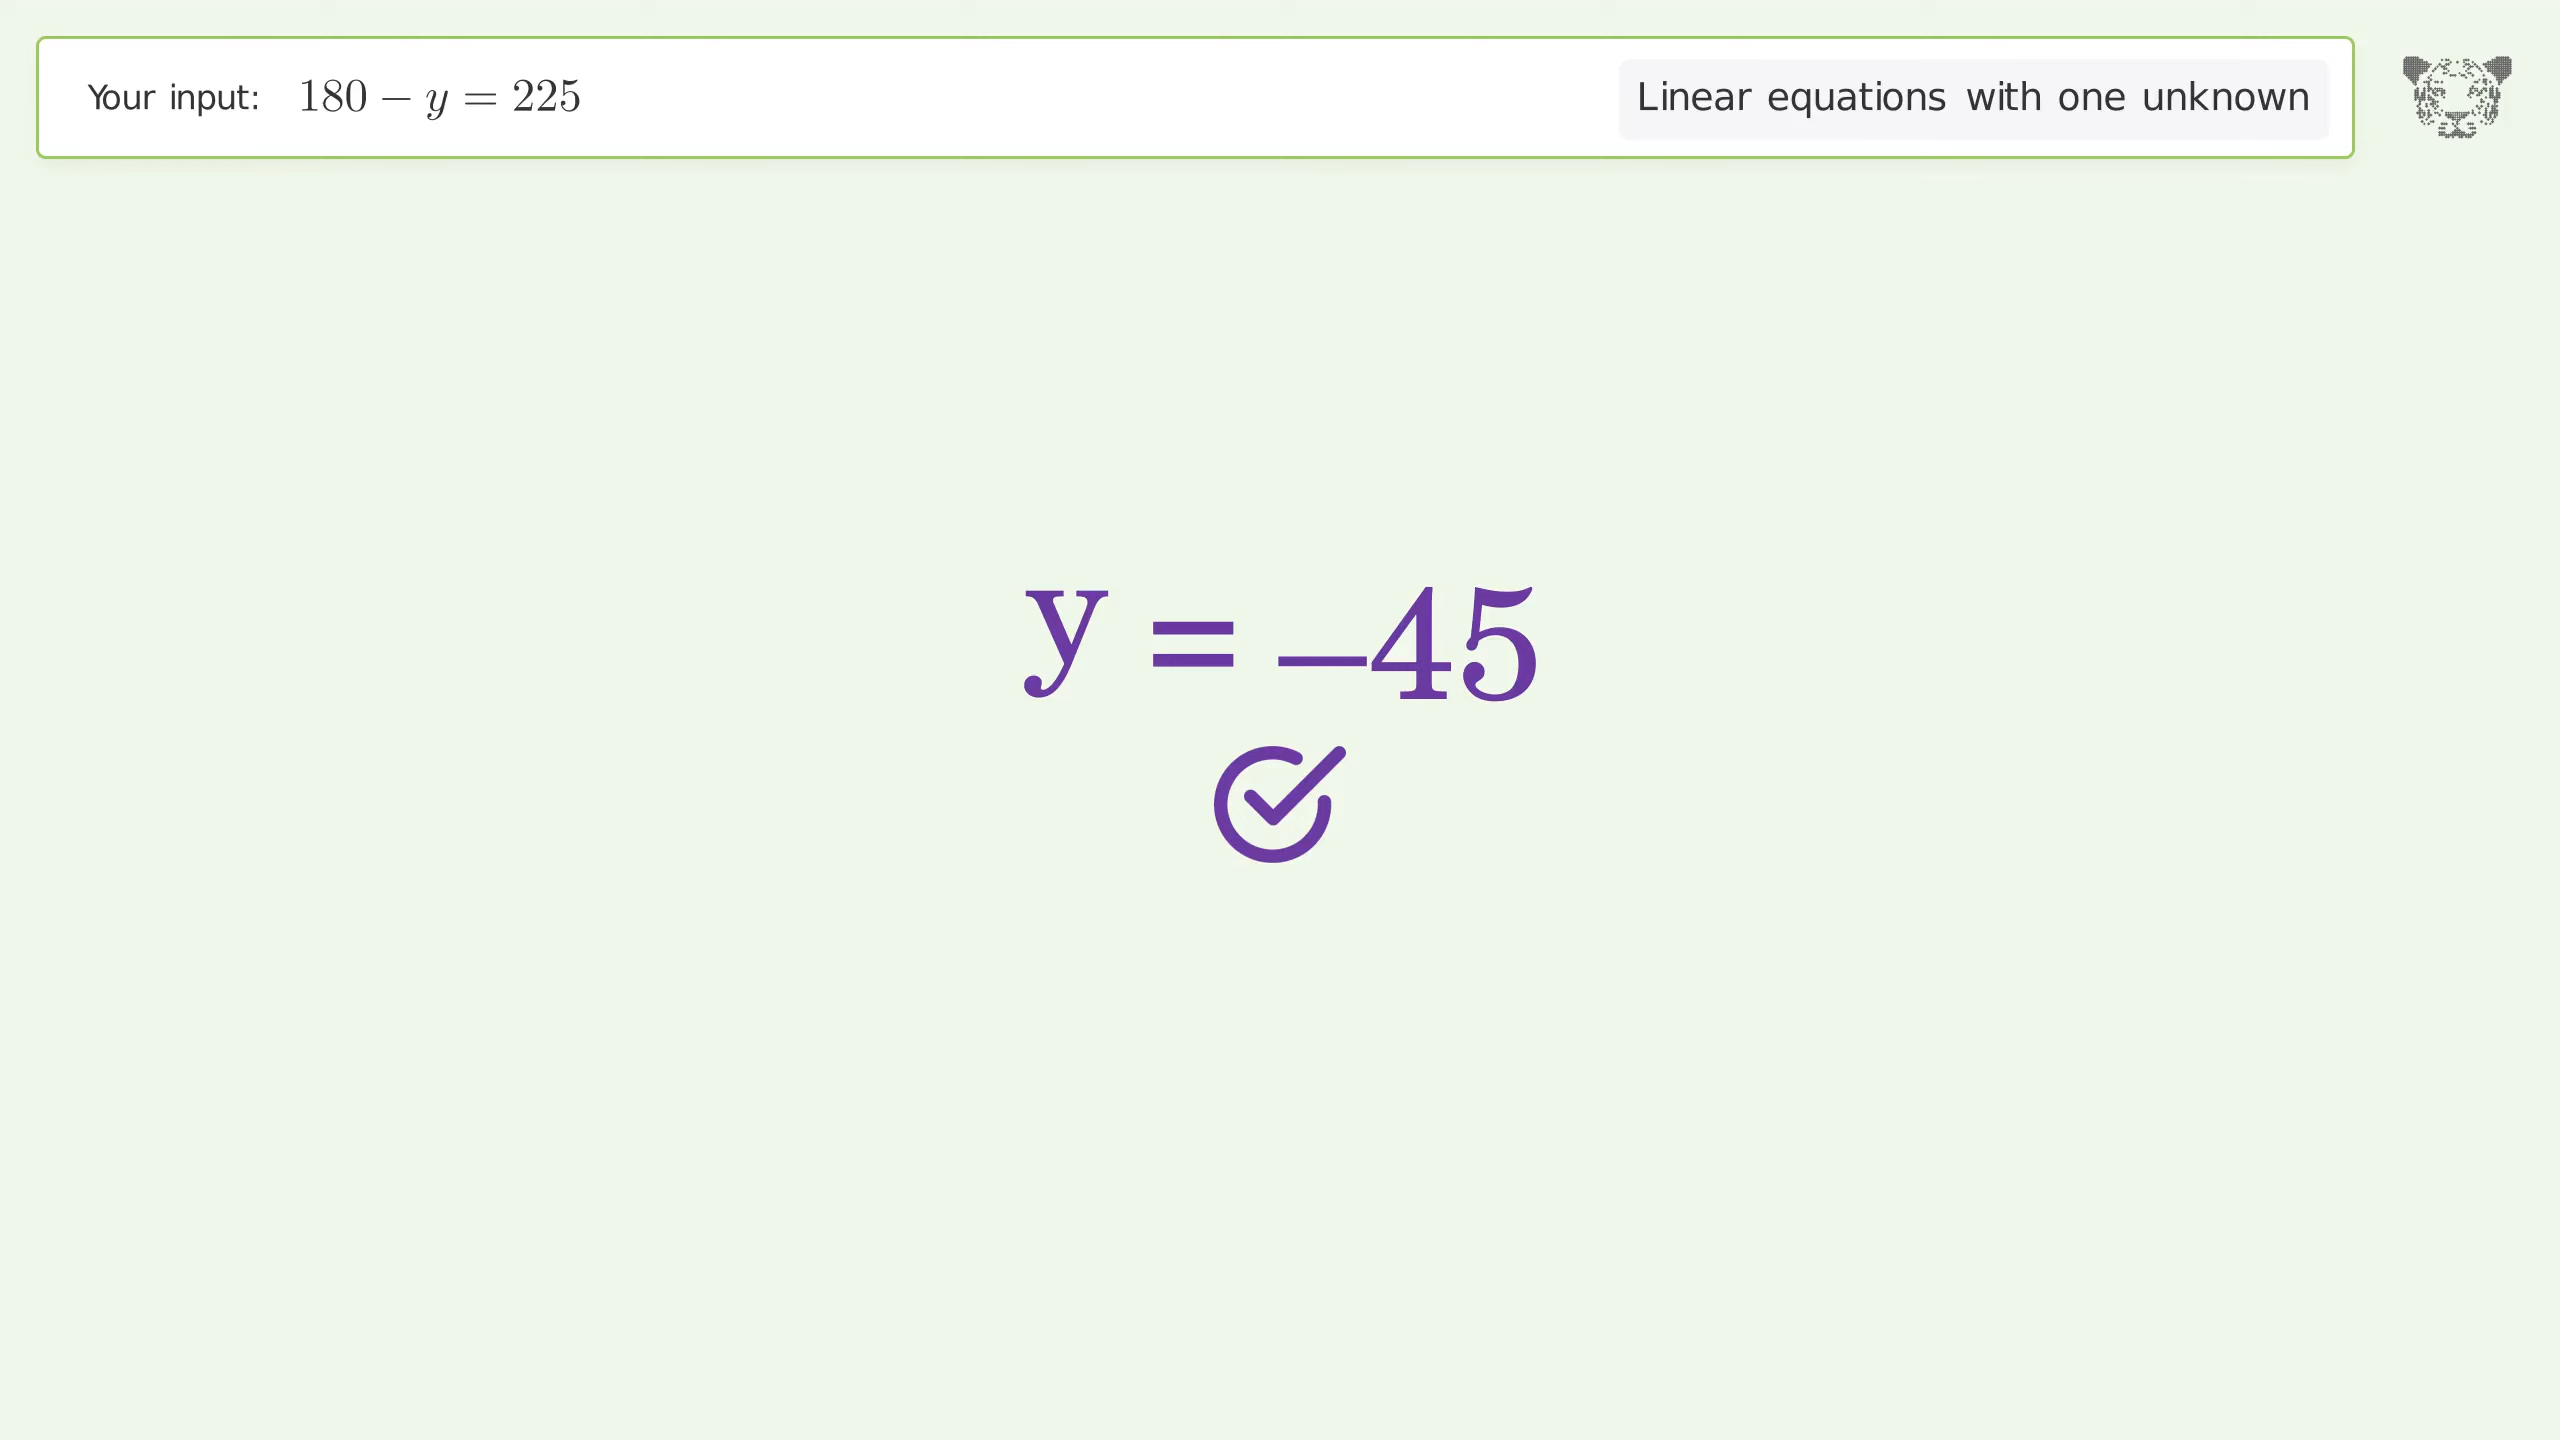 Your input: 180 − y = 225
Linear equations with one unknown
y = −45